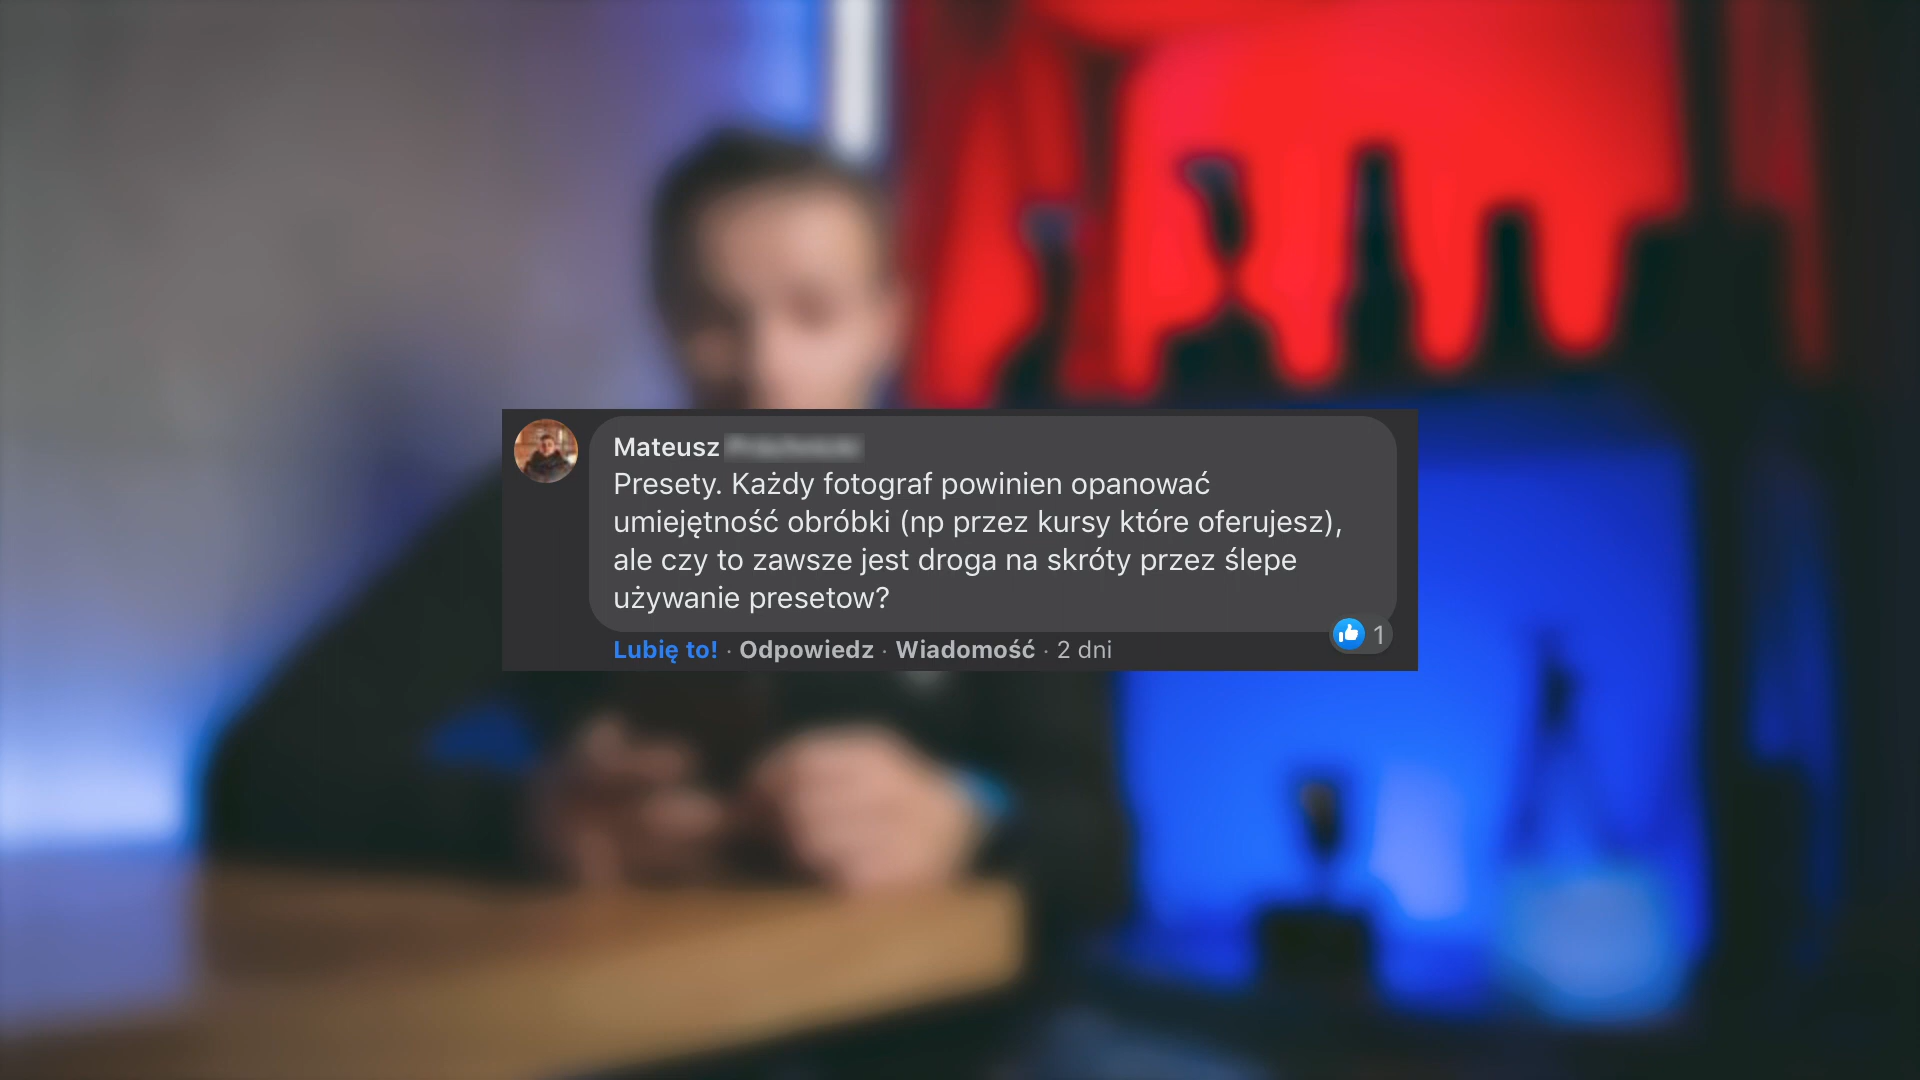 Mateusz
Presety. Każdy fotograf powinien opanować
umiejętność obróbki (np przez kursy które oferujesz),
ale czy to zawsze jest droga na skróty przez ślepe
używanie presetow?
Lubię to! · Odpowiedz · Wiadomość · 2 dni
1